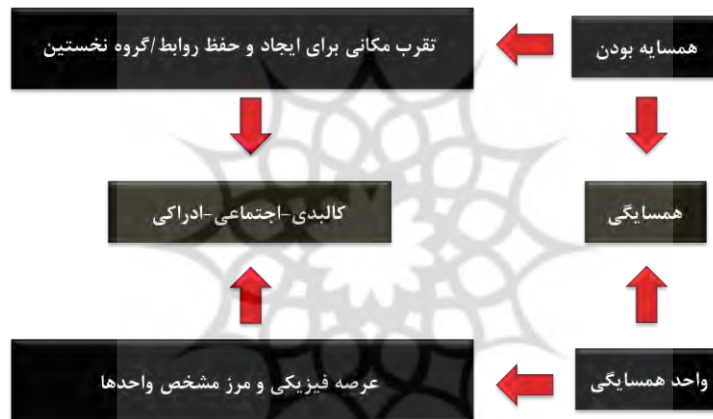 همسایه بودن
تقرب مکانی برای ایجاد و حفظ روابط/گروه نخستین
همسایگی
کالبدی-اجتماعی-ادراکی
واحد همسایگی
عرصه فیزیکی و مرز مشخص واحدها